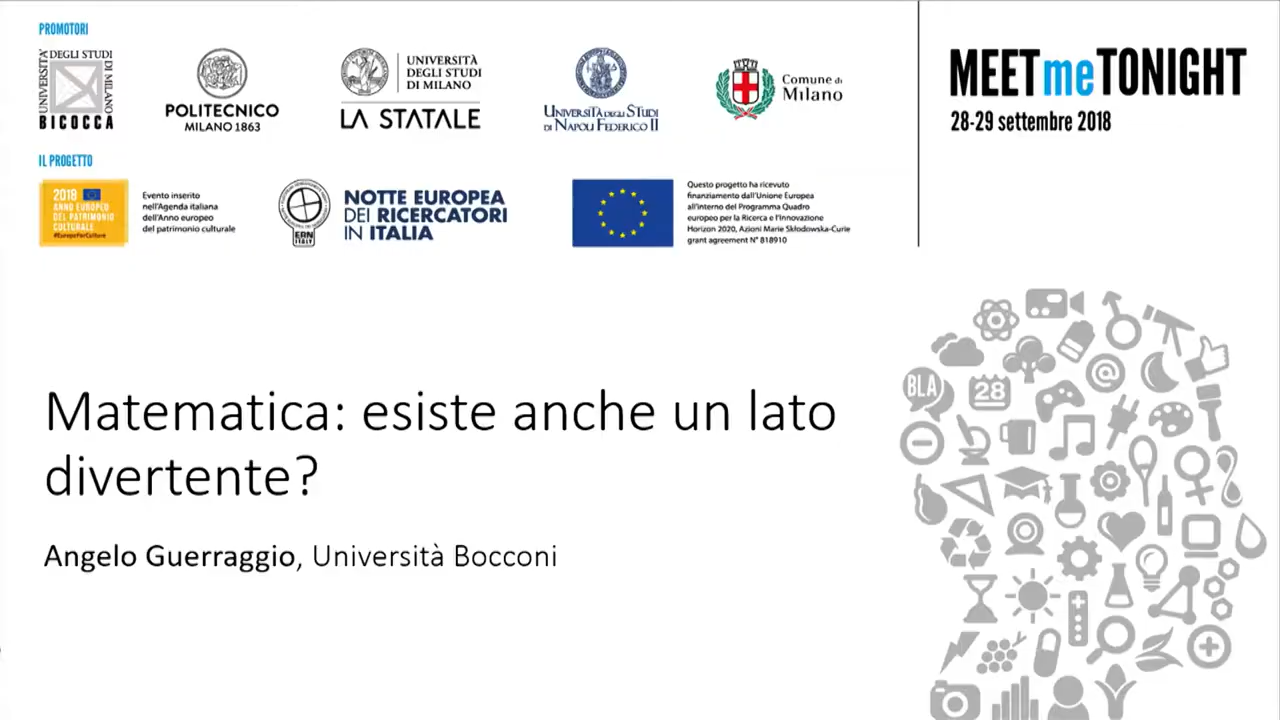 PROMOTORI
UNIVERSITA' DEGLI STUDI DI MILANO
BICOCCA
POLITECNICO
MILANO 1863
UNIVERSITÀ
DEGLI STUDI
DI MILANO
LA STATALE
UNIVERSITÀ DEGLI STUDI
DI NAPOLI FEDERICO II
Comune di
Milano
MEETmeTONIGHT
28-29 settembre 2018
IL PROGETTO
2018
ANNO EUROPEO
DEL PATRIMONIO
CULTURALE
#EuropeForCulture
Evento inserito
nell'Agenda italiana
dell'Anno europeo
del patrimonio culturale
ERN
ITALY
NOTTE EUROPEA
DEI RICERCATORI
IN ITALIA
Questo progetto ha ricevuto
finanziamento dall'Unione Europea
all'interno del Programma Quadro
europeo per la Ricerca e l'Innovazione
Horizon 2020, Azioni Marie Skłodowska-Curie
grant agreement N° 818910
BLA
28
@
Matematica: esiste anche un lato
divertente?
Angelo Guerraggio, Università Bocconi